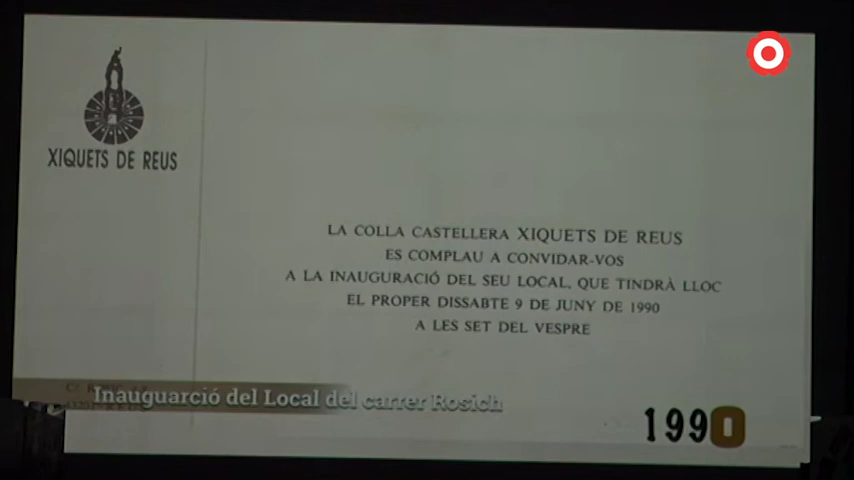 XIQUETS DE REUS
LA COLLA CASTELLERA XIQUETS DE REUS
ES COMPLAU A CONVIDAR-VOS
A LA INAUGURACIÓ DEL SEU LOCAL, QUE TINDRÀ LLOC
EL PROPER DISSABTE 9 DE JUNY DE 1990
A LES SET DEL VESPRE
Inauguarció del Local del carrer Rosich
1990